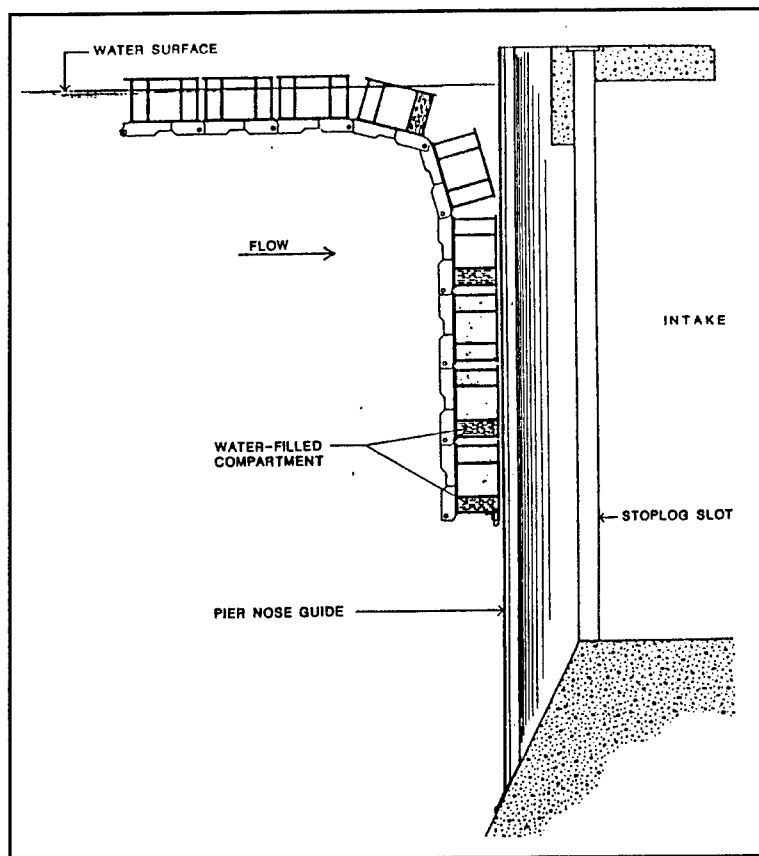 WATER SURFACE
FLOW
INTAKE
WATER-FILLED
COMPARTMENT
STOPLOG SLOT
PIER NOSE GUIDE